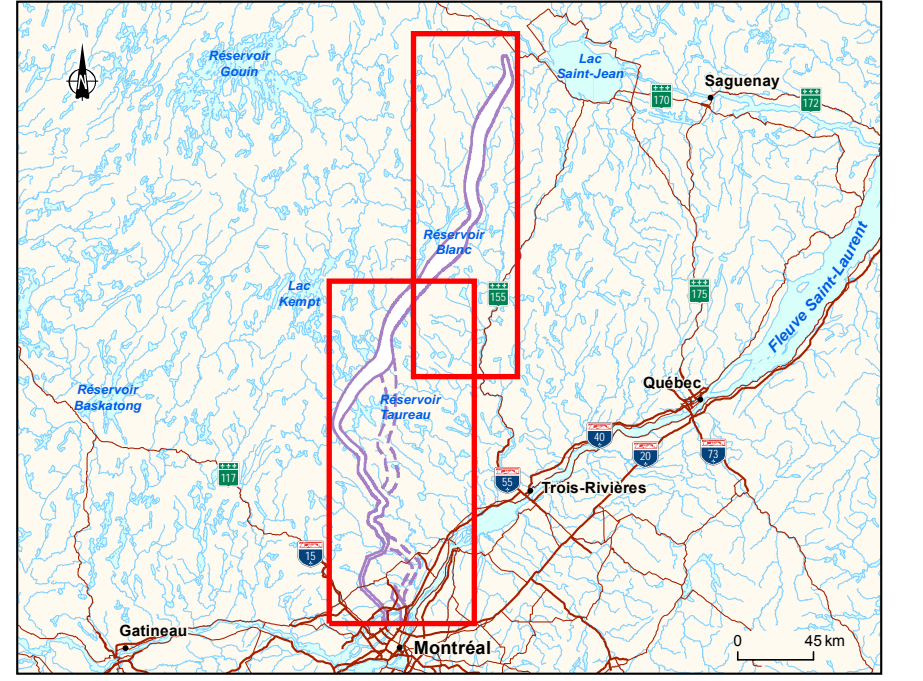 Réservoir
Gouin
Lac
Saint-Jean
Saguenay
170
172
Réservoir
Blanc
Lac
Kempt
155
175
Fleuve Saint-Laurent
Réservoir
Baskatong
Réservoir
Taureau
Québec
40
20
73
117
55
Trois-Rivières
15
Gatineau
Montréal
0 45 km